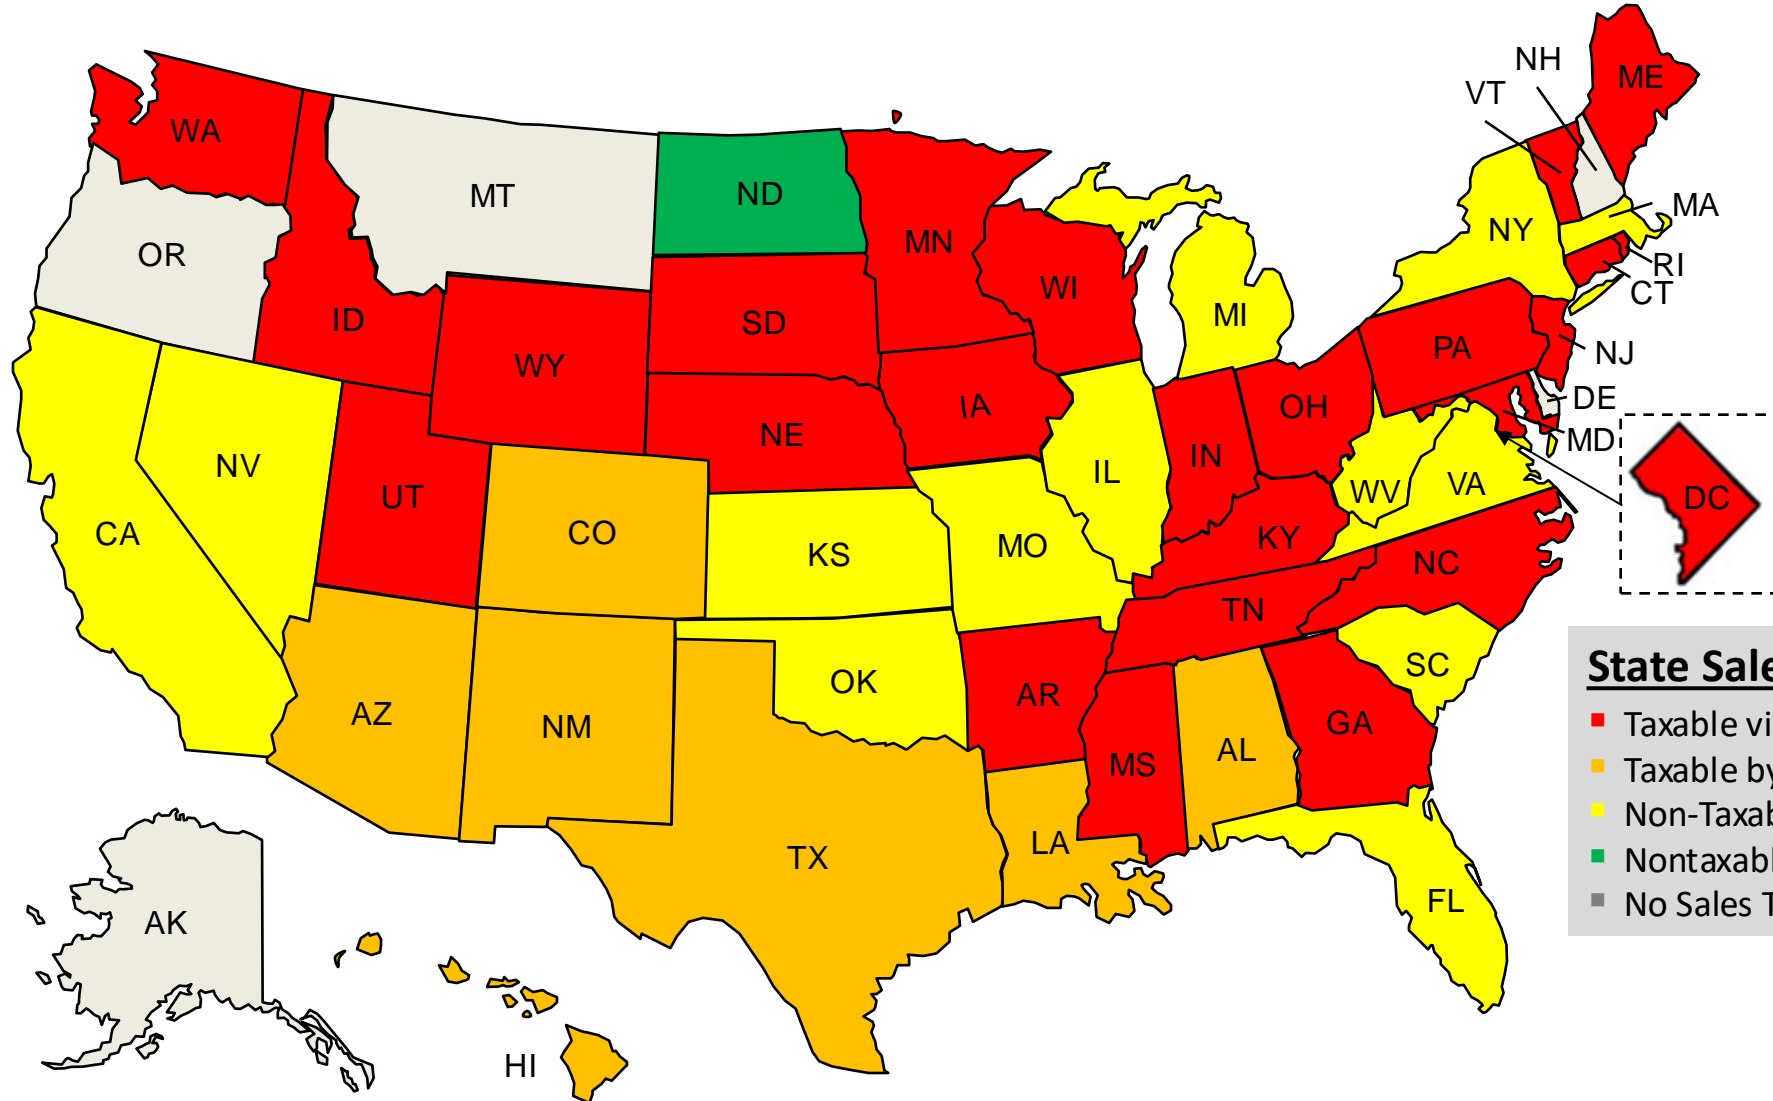 NH
ME
VT
WA
MT
ND
MA
OR
MN
NY
WI
RI
CT
ID
SD
MI
WY
PA
NJ
IA
OH
DE
NE
MD
NV
IN
IL
UT
WV
VA
DC
CA
CO
KS
MO
KY
NC
TN
OK
AR
SC
AZ
NM
GA
AL
MS
LA
TX
FL
AK
HI
State Sale
Taxable vi
Taxable by
Non-Taxab
Nontaxabl
No Sales T